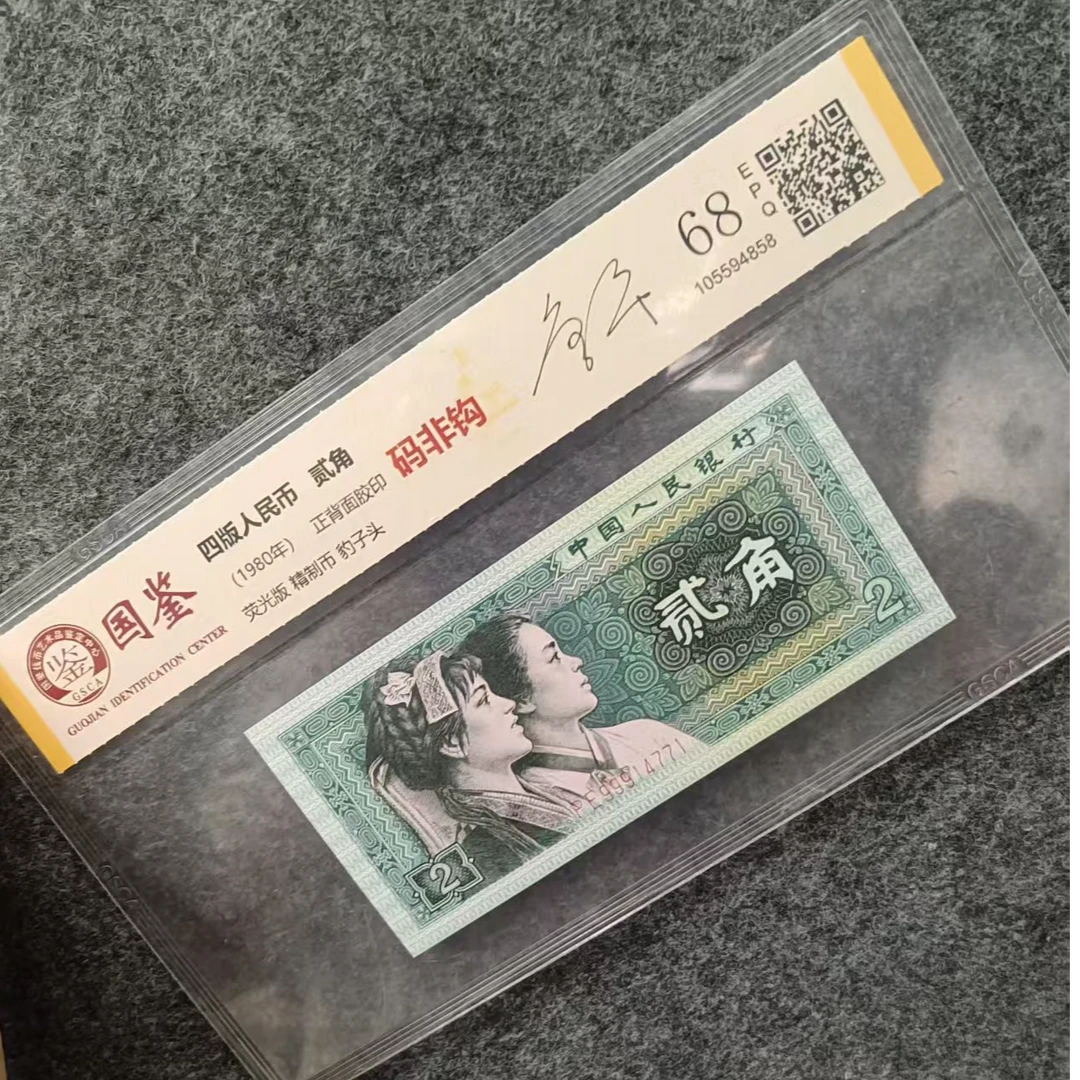 国鉴
GUOJIAN IDENTIFICATION CENTER
鉴
GSCA
四版人民币 贰角
(1980年) 正背面胶印
荧光版 精制币 豹子头
码非钩
68
EPQ
105594858
中国人民银行
贰角
2
2
PF99914771
GSCA